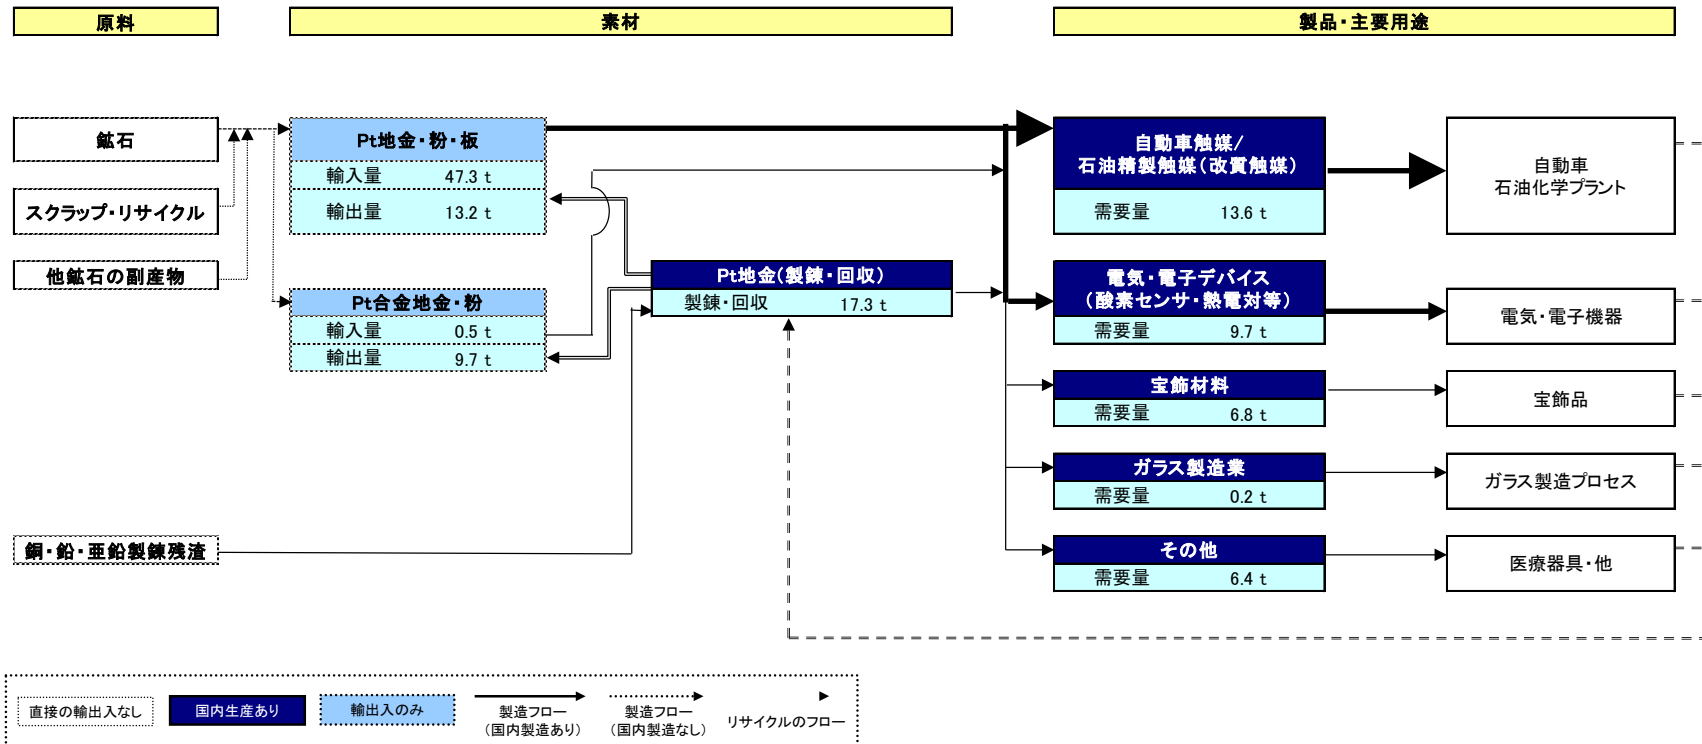 原料
素材
製品・主要用途
鉱石
スクラップ・リサイクル
他鉱石の副産物
銅・鉛・亜鉛製錬残渣
Pt地金・粉・板
輸入量 47.3 t
輸出量 13.2 t
Pt合金地金・粉
輸入量 0.5 t
輸出量 9.7 t
Pt地金(製錬・回収)
製錬・回収 17.3 t
自動車触媒/
石油精製触媒(改質触媒)
需要量 13.6 t
電気・電子デバイス
(酸素センサ・熱電対等)
需要量 9.7 t
宝飾材料
需要量 6.8 t
ガラス製造業
需要量 0.2 t
その他
需要量 6.4 t
自動車
石油化学プラント
電気・電子機器
宝飾品
ガラス製造プロセス
医療器具・他
直接の輸出入なし
国内生産あり
輸出入のみ
製造フロー
(国内製造あり)
製造フロー
(国内製造なし)
リサイクルのフロー